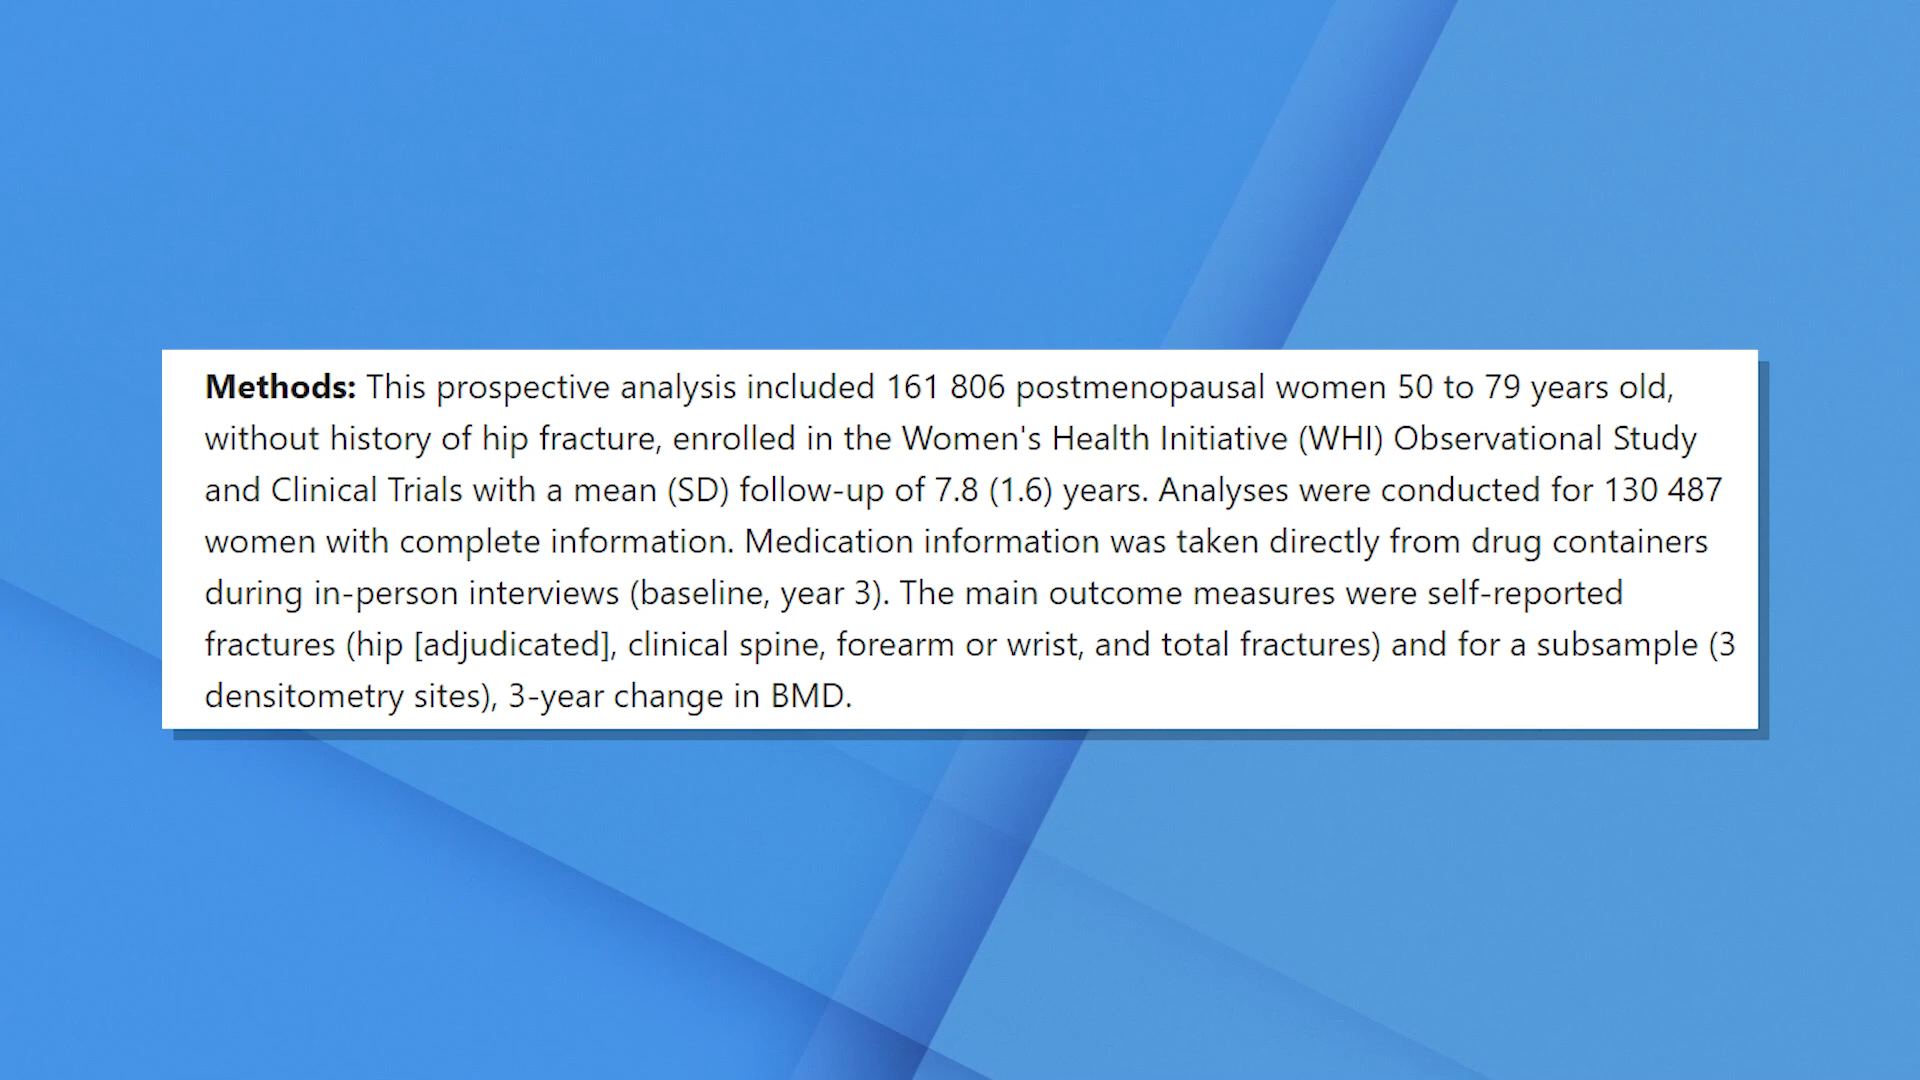 Methods: This prospective analysis included 161 806 postmenopausal women 50 to 79 years old,
without history of hip fracture, enrolled in the Women's Health Initiative (WHI) Observational Study
and Clinical Trials with a mean (SD) follow-up of 7.8 (1.6) years. Analyses were conducted for 130 487
women with complete information. Medication information was taken directly from drug containers
during in-person interviews (baseline, year 3). The main outcome measures were self-reported
fractures (hip [adjudicated], clinical spine, forearm or wrist, and total fractures) and for a subsample (3
densitometry sites), 3-year change in BMD.